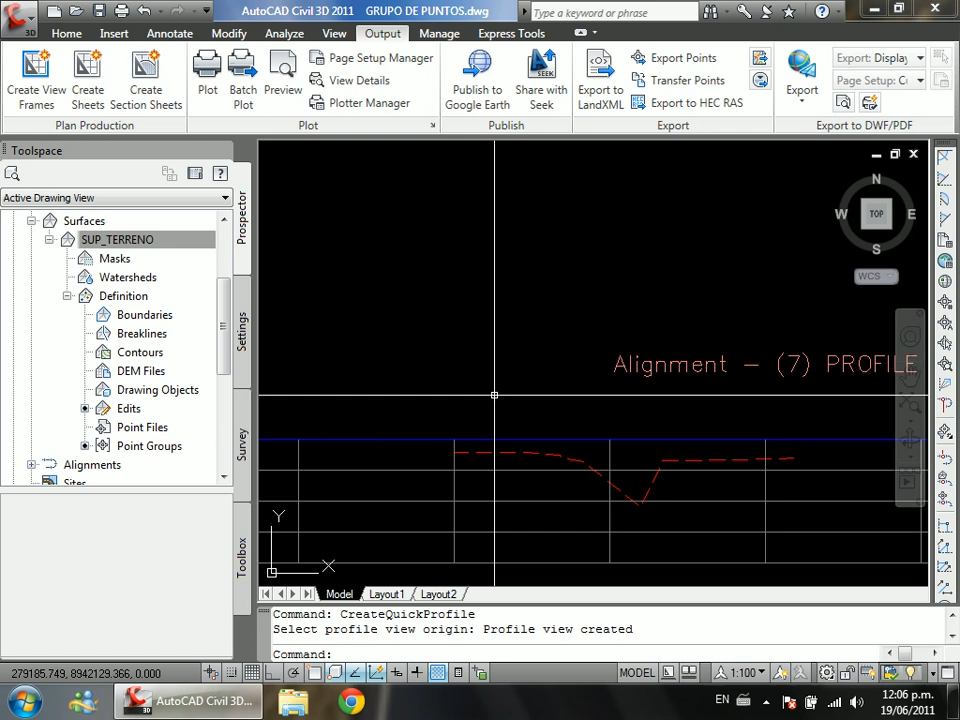 AutoCAD Civil 3D 2011 GRUPO DE PUNTOS.dwg
Type a keyword or phrase
3D
Home Insert Annotate Modify Analyze View Output Manage Express Tools
Create View Frames
Create Sheets
Create Section Sheets
Plan Production
Plot
Batch Plot
Preview
Page Setup Manager
View Details
Plotter Manager
Plot
Publish to Google Earth
SEEK
Share with Seek
Publish
Export to LandXML
Export Points
Transfer Points
Export to HEC RAS
Export
Export
Export: Display
Page Setup: C
Export to DWF/PDF
Toolspace
Active Drawing View
Surfaces
SUP_TERRENO
Masks
Watersheds
Definition
Boundaries
Breaklines
Contours
DEM Files
Drawing Objects
Edits
Point Files
Point Groups
Alignments
Sites
Prospector
Settings
Survey
Toolbox
N
W TOP E
S
WCS
Alignment - (7) PROFILE
Y
X
Model Layout1 Layout2
Command: CreateQuickProfile
Select profile view origin: Profile view created
Command:
279185.749, 8942129.366, 0.000
MODEL
1:100
AutoCAD Civil 3D...
EN
12:06 p.m.
19/06/2011